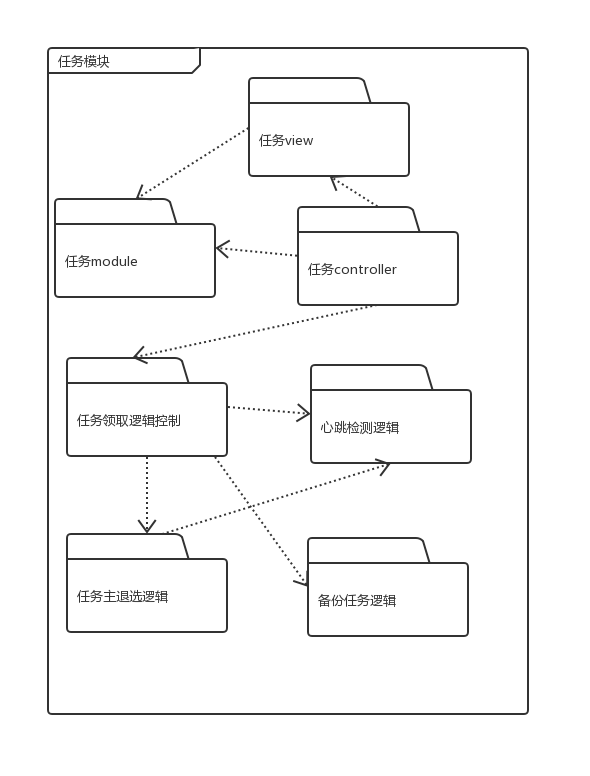 任务模块
任务view
任务module
任务controller
任务领取逻辑控制
心跳检测逻辑
任务主退选逻辑
备份任务逻辑